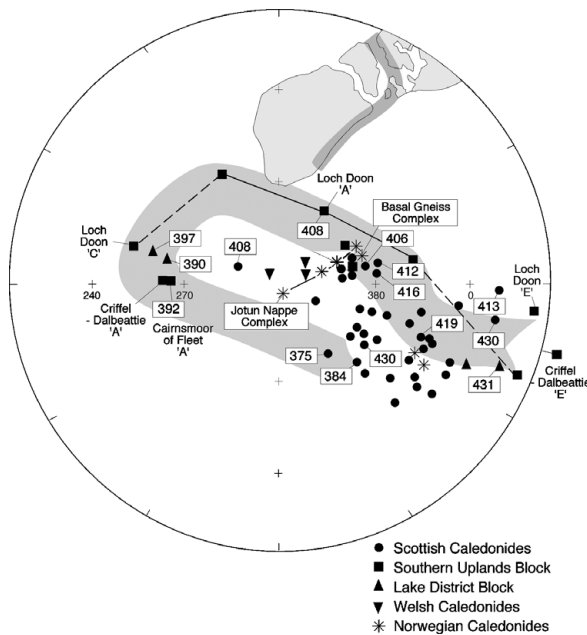 Loch Doon
'A'
Basal Gneiss
Complex
408
406
Loch
Doon
'C'
397
390
408
412
416
Loch
Doon
'E'
240
270
380
0
413
Criffel
- Dalbeattie
'A'
392
Cairnsmoor
of Fleet
'A'
Jotun Nappe
Complex
419
430
375
384
430
431
Criffel
- Dalbeattie
'E'
Scottish Caledonides
Southern Uplands Block
Lake District Block
Welsh Caledonides
Norwegian Caledonides